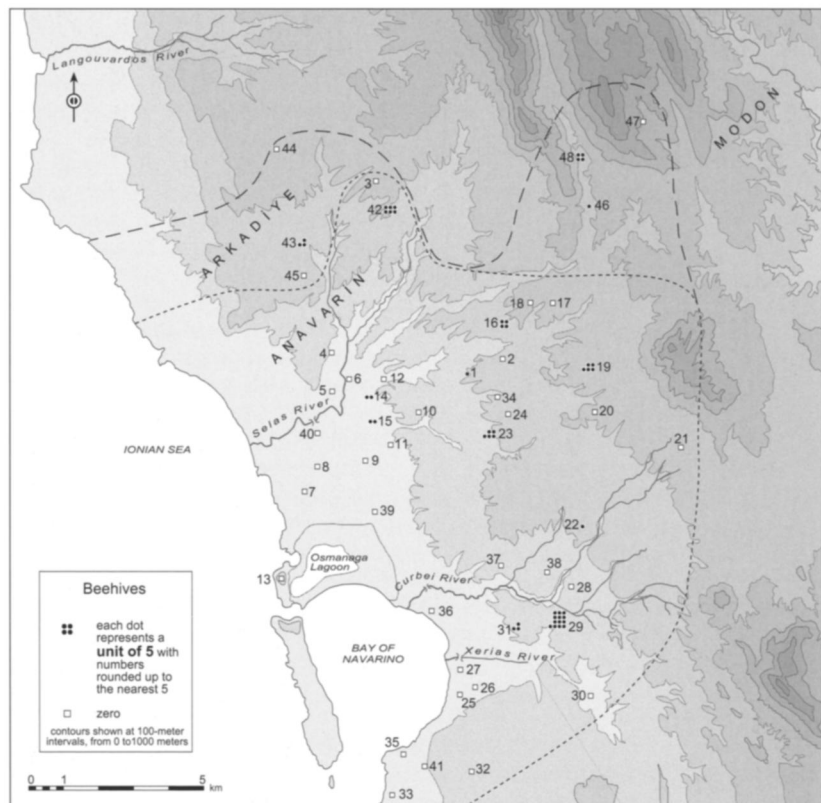 Langouvardos River
MODON
47
44
48
3
46
42
ARKADIYE
43
45
ANAVARIN
18
17
16
4
2
19
1
6
12
5
14
34
10
24
20
Selas River
15
23
40
11
21
IONIAN SEA
9
8
7
39
22
37
38
13
Osmanaga
Lagoon
28
Curbei River
36
31
29
BAY OF
NAVARINO
Xerias River
27
26
25
30
35
41
32
33
Beehives
each dot
represents a
unit of 5 with
numbers
rounded up to
the nearest 5
zero
contours shown at 100-meter
intervals, from 0 to1000 meters
0 1 5
km